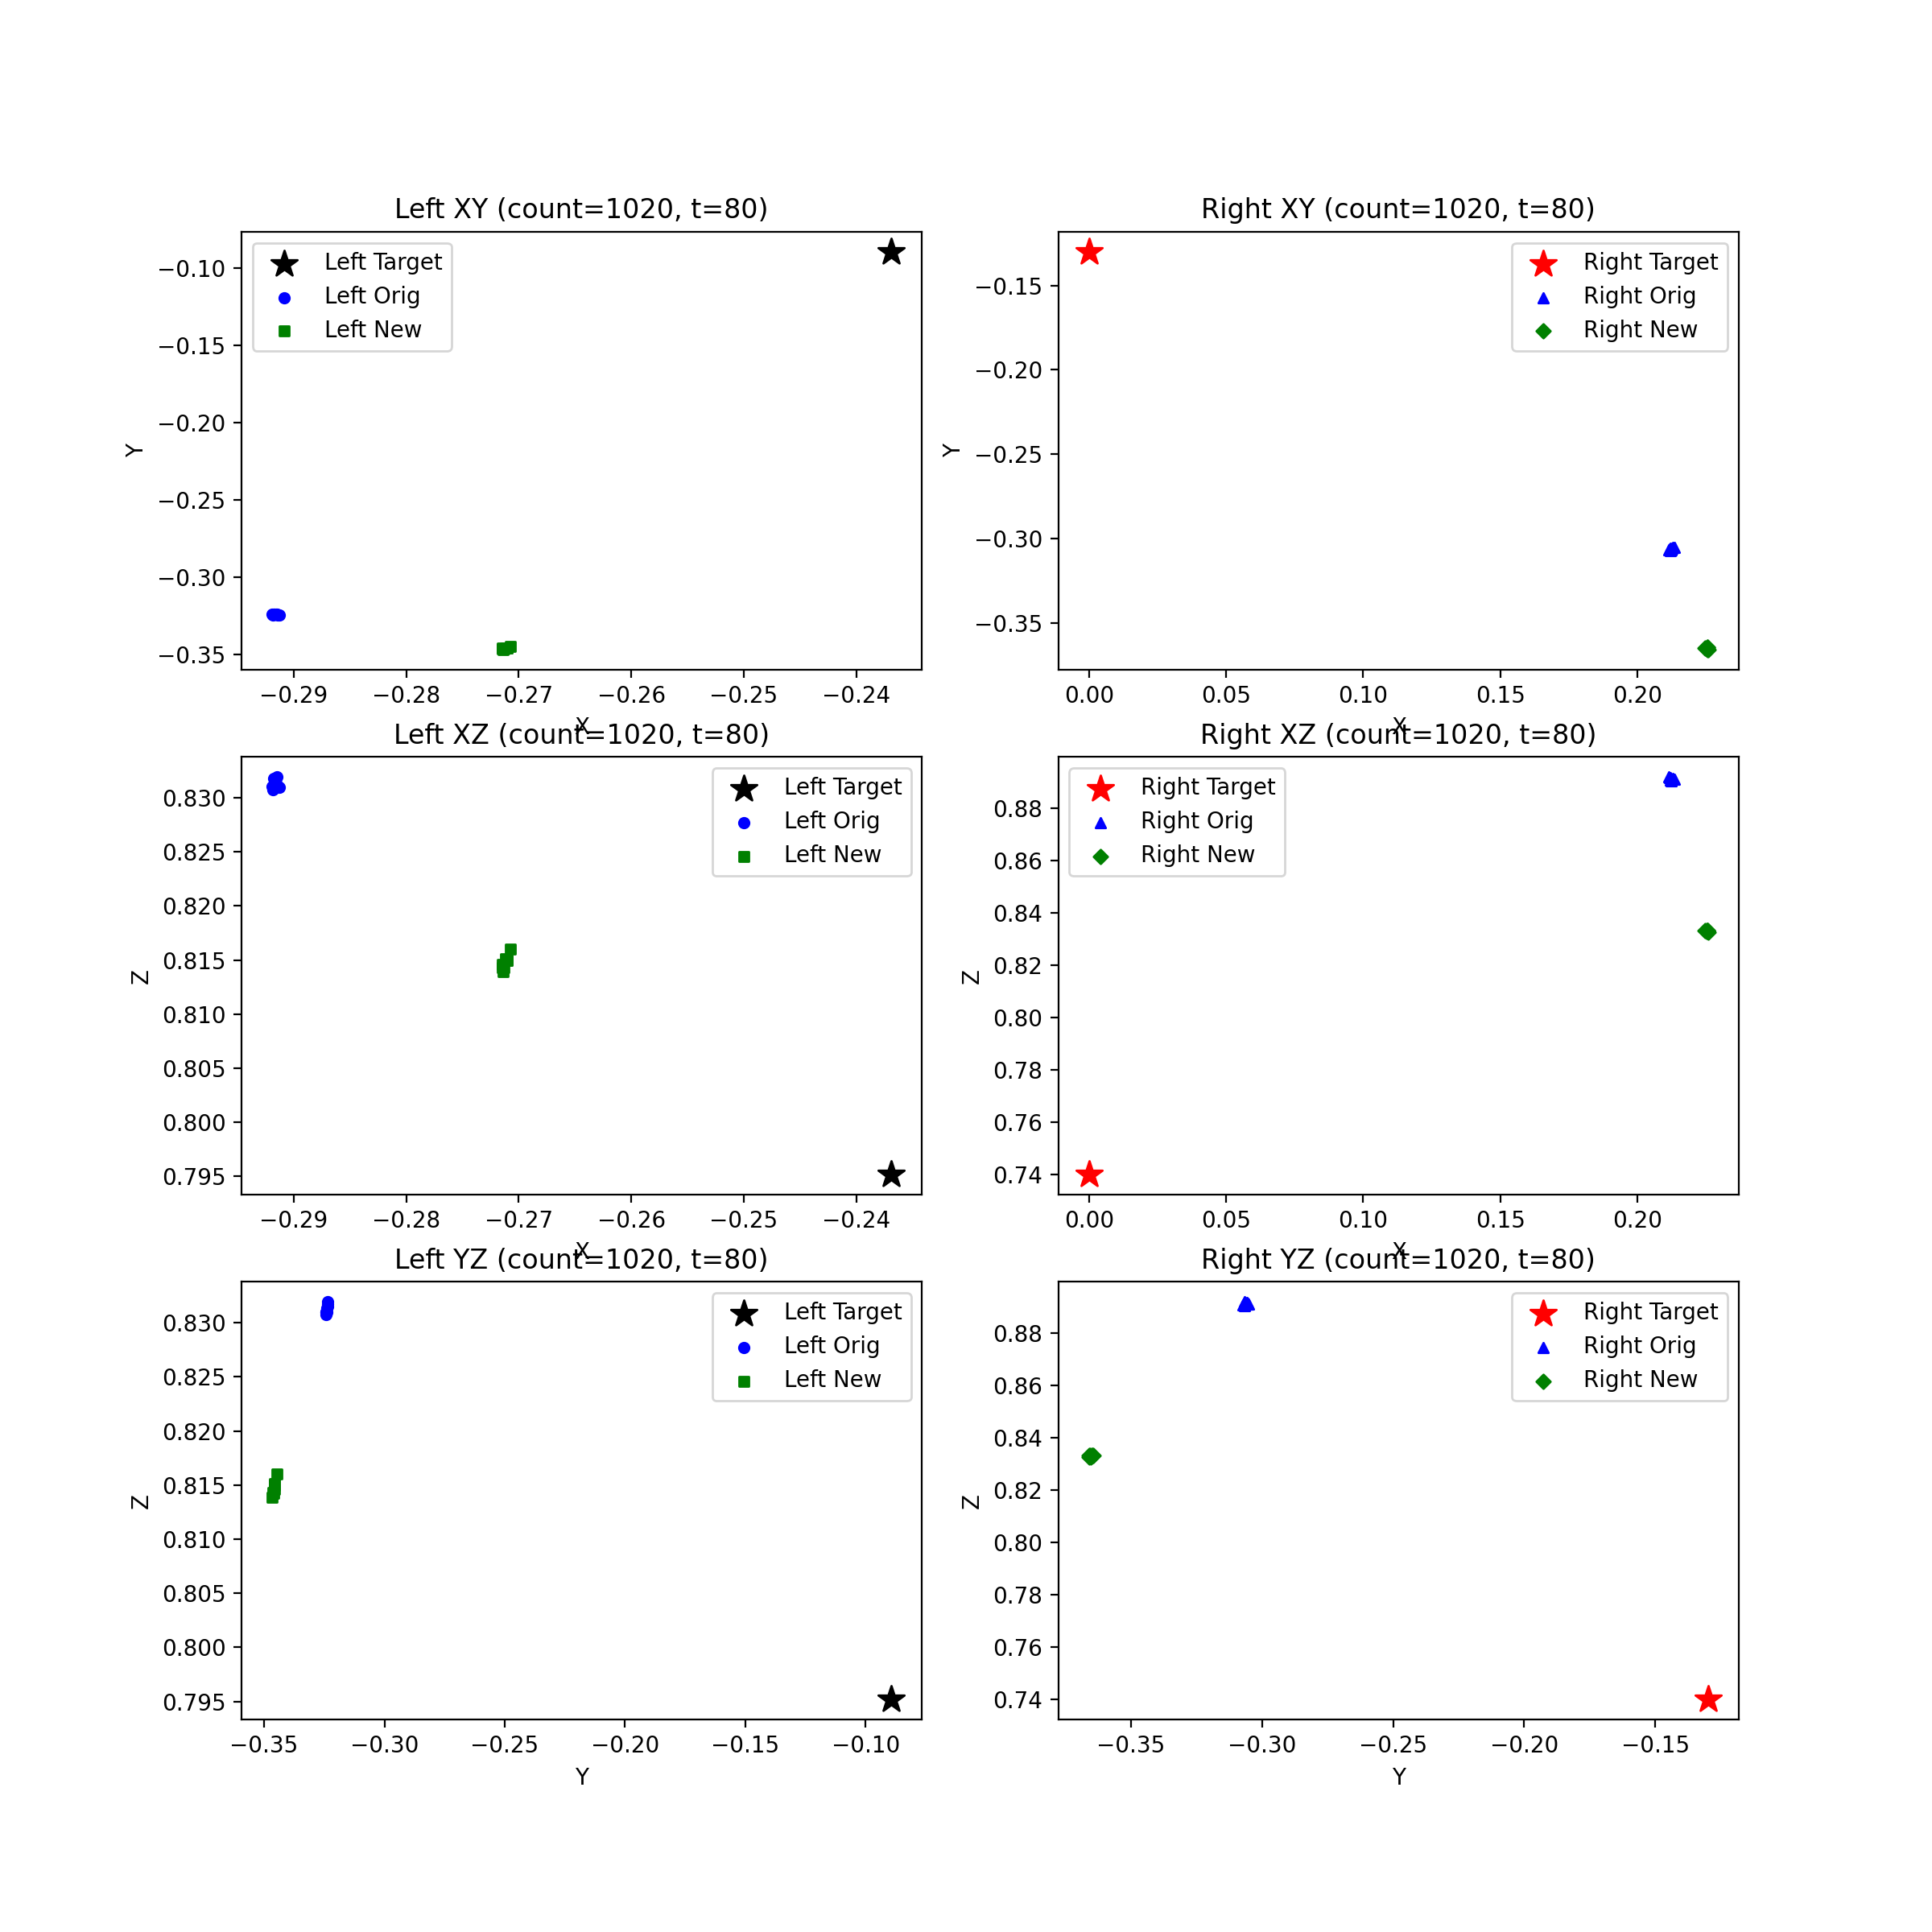 Left XY (count=1020, t=80)
Left Target
Left Orig
Left New
Y
−0.10
−0.15
−0.20
−0.25
−0.30
−0.35
−0.29
−0.28
−0.27
−0.26
−0.25
−0.24
X
Right XY (count=1020, t=80)
Right Target
Right Orig
Right New
Y
−0.15
−0.20
−0.25
−0.30
−0.35
0.00
0.05
0.10
0.15
0.20
X
Left XZ (count=1020, t=80)
Left Target
Left Orig
Left New
Z
0.830
0.825
0.820
0.815
0.810
0.805
0.800
0.795
−0.29
−0.28
−0.27
−0.26
−0.25
−0.24
X
Right XZ (count=1020, t=80)
Right Target
Right Orig
Right New
Z
0.88
0.86
0.84
0.82
0.80
0.78
0.76
0.74
0.00
0.05
0.10
0.15
0.20
X
Left YZ (count=1020, t=80)
Left Target
Left Orig
Left New
Z
0.830
0.825
0.820
0.815
0.810
0.805
0.800
0.795
−0.35
−0.30
−0.25
−0.20
−0.15
−0.10
Y
Right YZ (count=1020, t=80)
Right Target
Right Orig
Right New
Z
0.88
0.86
0.84
0.82
0.80
0.78
0.76
0.74
−0.35
−0.30
−0.25
−0.20
−0.15
Y